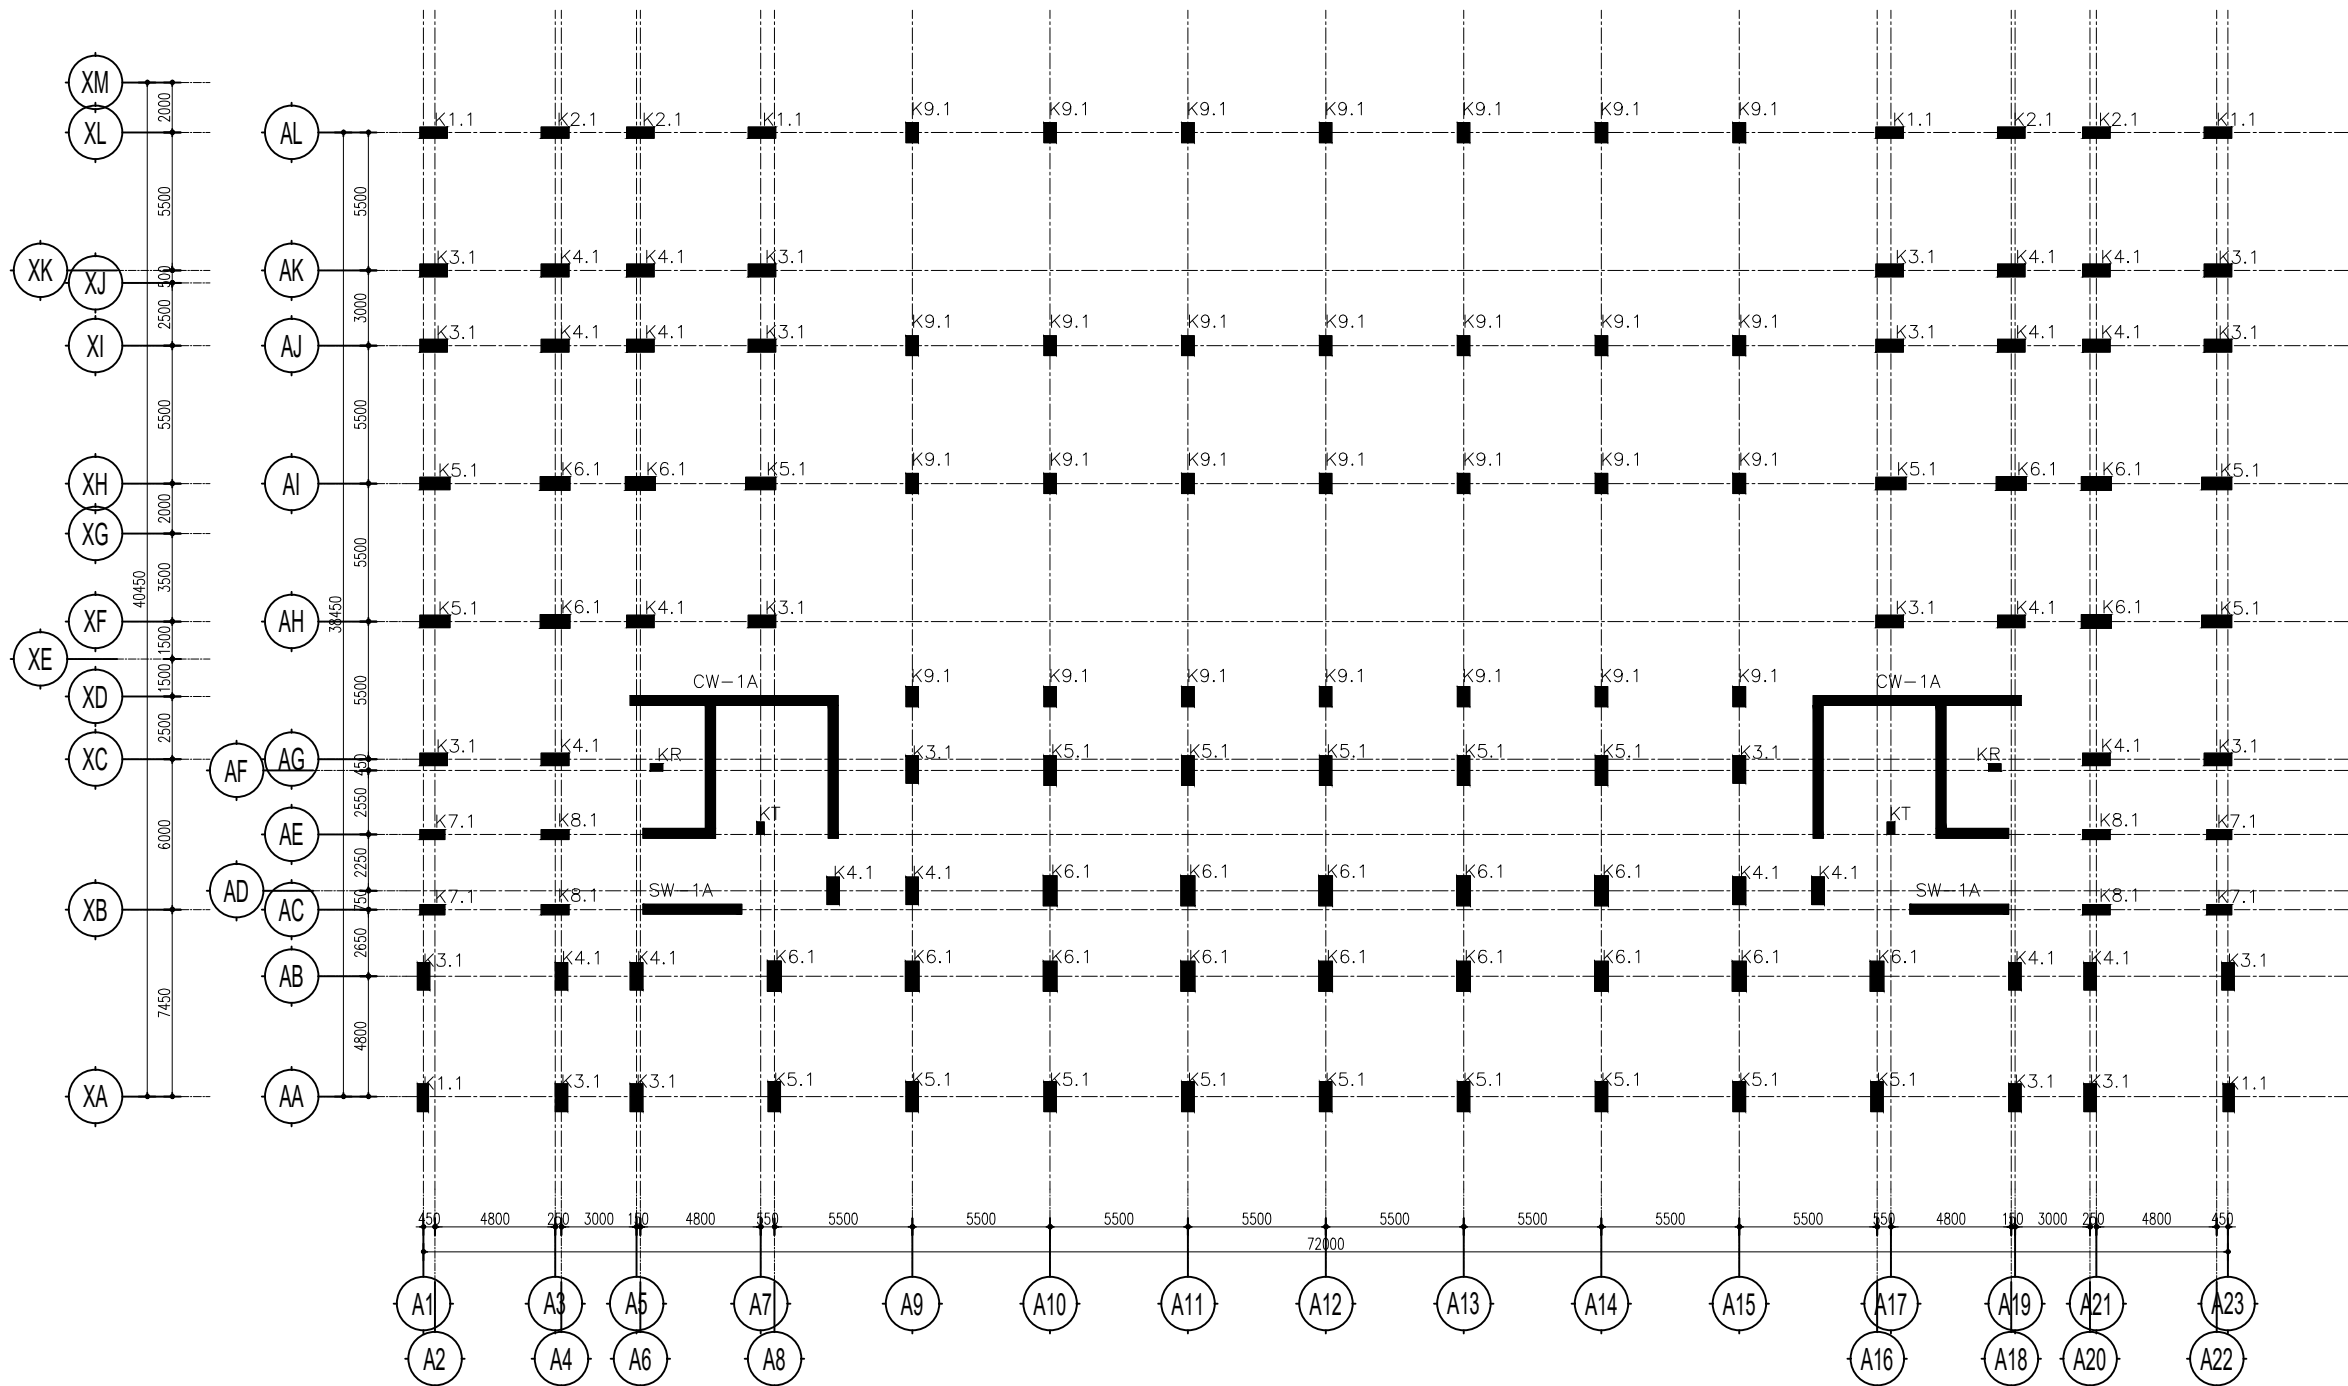 XM
2000
XL AL K1.1 K2.1 K2.1 K1.1 K9.1 K9.1 K9.1 K9.1 K9.1 K9.1 K9.1 K1.1 K2.1 K2.1 K1.1
5500 5500
XK XJ AK K3.1 K4.1 K4.1 K3.1 K3.1 K4.1 K4.1 K3.1
500
2500 3000
XI AJ K3.1 K4.1 K4.1 K3.1 K9.1 K9.1 K9.1 K9.1 K9.1 K9.1 K9.1 K3.1 K4.1 K4.1 K3.1
5500 5500
XH AI K5.1 K6.1 K6.1 K5.1 K9.1 K9.1 K9.1 K9.1 K9.1 K9.1 K9.1 K5.1 K6.1 K6.1 K5.1
2000
XG
5500
40450 3500
XF AH 38450 K5.1 K6.1 K4.1 K3.1 K3.1 K4.1 K6.1 K5.1
1500
XE
1500 5500
XD CW-1A K9.1 K9.1 K9.1 K9.1 K9.1 K9.1 K9.1 CW-1A
2500
XC AG K3.1 K4.1 KR K3.1 K5.1 K5.1 K5.1 K5.1 K5.1 K3.1 KR K4.1 K3.1
AF 450
2550
6000 AE K7.1 K8.1 KT KT K8.1 K7.1
2250
AD SW-1A K4.1 K4.1 K6.1 K6.1 K6.1 K6.1 K6.1 K4.1 K4.1 SW-1A
750
XB AC K7.1 K8.1 K8.1 K7.1
2650
AB K3.1 K4.1 K4.1 K6.1 K6.1 K6.1 K6.1 K6.1 K6.1 K6.1 K6.1 K6.1 K4.1 K4.1 K3.1
7450
4800
XA AA K1.1 K3.1 K3.1 K5.1 K5.1 K5.1 K5.1 K5.1 K5.1 K5.1 K5.1 K5.1 K3.1 K3.1 K1.1
450 4800 250 3000 150 4800 550 5500 5500 5500 5500 5500 5500 5500 5500 550 4800 150 3000 250 4800 450
72000
A1 A3 A5 A7 A9 A10 A11 A12 A13 A14 A15 A17 A19 A21 A23
A2 A4 A6 A8 A16 A18 A20 A22